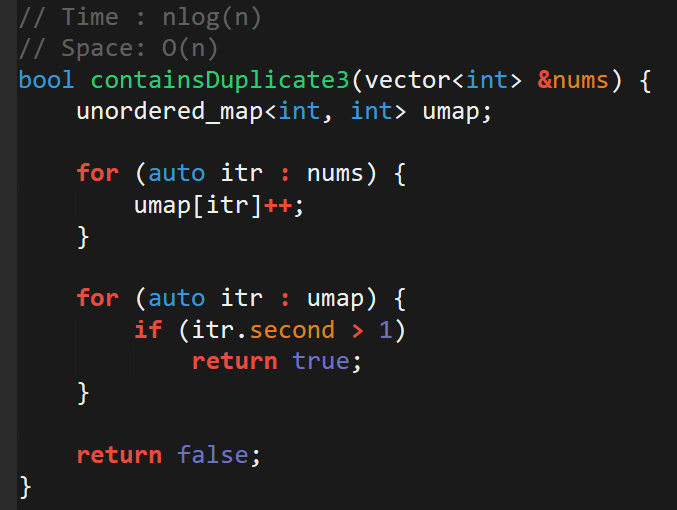 // Time : nlog(n)
// Space: O(n)
bool containsDuplicate3(vector<int> &nums) {
    unordered_map<int, int> umap;
    for (auto itr : nums) {
        umap[itr]++;
    }
    for (auto itr : umap) {
        if (itr.second > 1)
            return true;
    }
    return false;
}